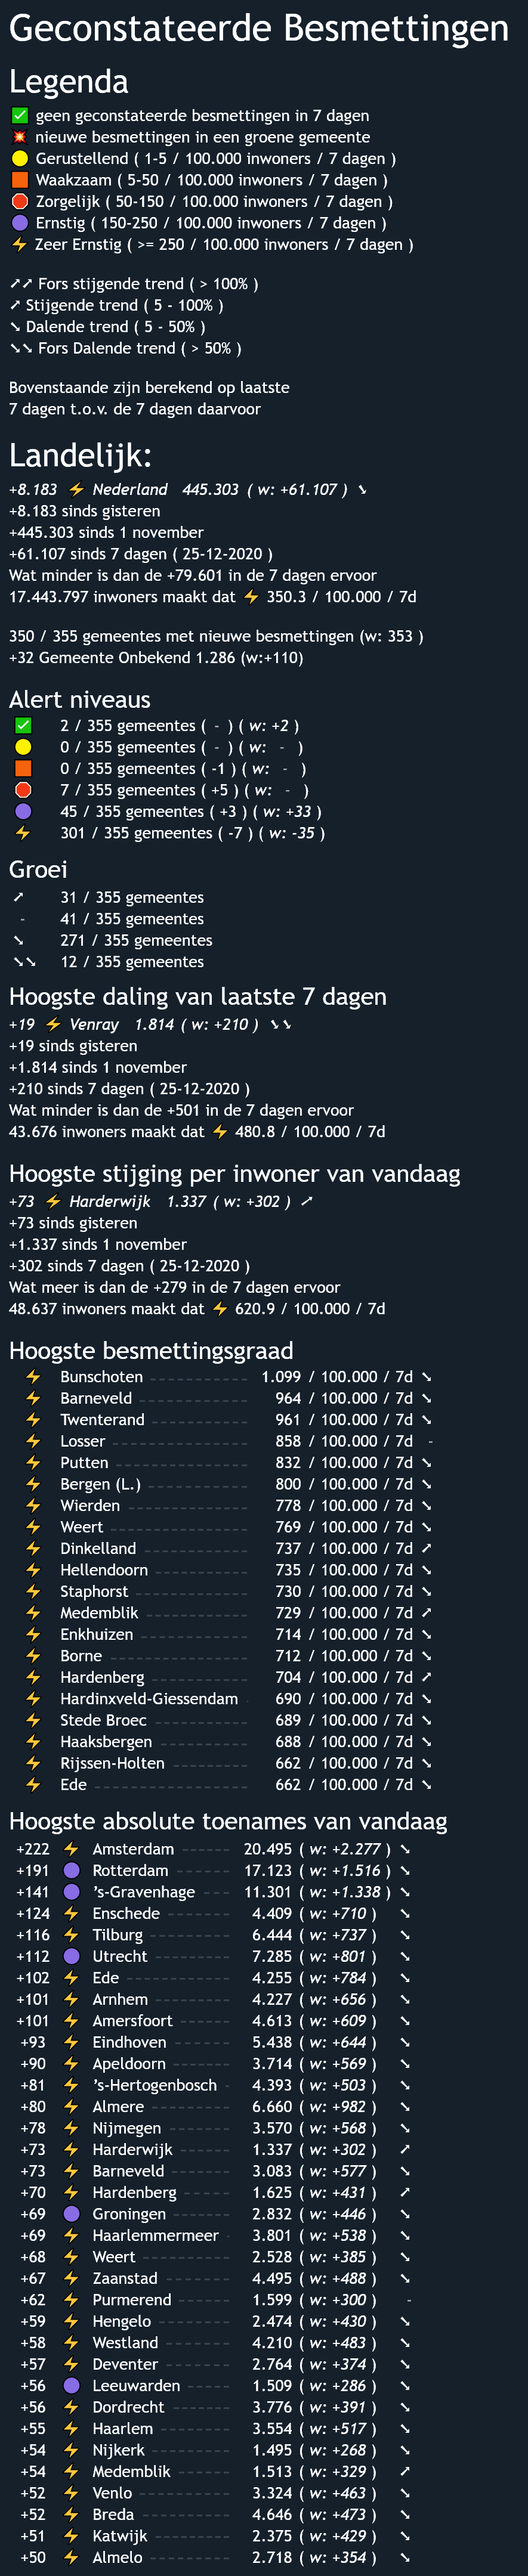 Geconstateerde Besmettingen
Legenda
✅ geen geconstateerde besmettingen in 7 dagen
💥 nieuwe besmettingen in een groene gemeente
🟡 Gerustellend ( 1-5 / 100.000 inwoners / 7 dagen )
🟧 Waakzaam ( 5-50 / 100.000 inwoners / 7 dagen )
🛑 Zorgelijk ( 50-150 / 100.000 inwoners / 7 dagen )
🟣 Ernstig ( 150-250 / 100.000 inwoners / 7 dagen )
⚡ Zeer Ernstig ( >= 250 / 100.000 inwoners / 7 dagen )
➚➚ Fors stijgende trend ( > 100% )
➚ Stijgende trend ( 5 - 100% )
➘ Dalende trend ( 5 - 50% )
➘➘ Fors Dalende trend ( > 50% )
Bovenstaande zijn berekend op laatste
7 dagen t.o.v. de 7 dagen daarvoor
Landelijk:
+8.183 ⚡ Nederland 445.303 ( w: +61.107 ) ➘
+8.183 sinds gisteren
+445.303 sinds 1 november
+61.107 sinds 7 dagen ( 25-12-2020 )
Wat minder is dan de +79.601 in de 7 dagen ervoor
17.443.797 inwoners maakt dat ⚡ 350.3 / 100.000 / 7d
350 / 355 gemeentes met nieuwe besmettingen (w: 353 )
+32 Gemeente Onbekend 1.286 (w:+110)
Alert niveaus
✅ 2 / 355 gemeentes ( - ) ( w: +2 )
🟡 0 / 355 gemeentes ( - ) ( w: - )
🟧 0 / 355 gemeentes ( -1 ) ( w: - )
🛑 7 / 355 gemeentes ( +5 ) ( w: - )
🟣 45 / 355 gemeentes ( +3 ) ( w: +33 )
⚡ 301 / 355 gemeentes ( -7 ) ( w: -35 )
Groei
➚ 31 / 355 gemeentes
- 41 / 355 gemeentes
➘ 271 / 355 gemeentes
➘➘ 12 / 355 gemeentes
Hoogste daling van laatste 7 dagen
+19 ⚡ Venray 1.814 ( w: +210 ) ➘➘
+19 sinds gisteren
+1.814 sinds 1 november
+210 sinds 7 dagen ( 25-12-2020 )
Wat minder is dan de +501 in de 7 dagen ervoor
43.676 inwoners maakt dat ⚡ 480.8 / 100.000 / 7d
Hoogste stijging per inwoner van vandaag
+73 ⚡ Harderwijk 1.337 ( w: +302 ) ➚
+73 sinds gisteren
+1.337 sinds 1 november
+302 sinds 7 dagen ( 25-12-2020 )
Wat meer is dan de +279 in de 7 dagen ervoor
48.637 inwoners maakt dat ⚡ 620.9 / 100.000 / 7d
Hoogste besmettingsgraad
⚡ Bunschoten 1.099 / 100.000 / 7d ➘
⚡ Barneveld 964 / 100.000 / 7d ➘
⚡ Twenterand 961 / 100.000 / 7d ➘
⚡ Losser 858 / 100.000 / 7d -
⚡ Putten 832 / 100.000 / 7d ➘
⚡ Bergen (L.) 800 / 100.000 / 7d ➘
⚡ Wierden 778 / 100.000 / 7d ➘
⚡ Weert 769 / 100.000 / 7d ➘
⚡ Dinkelland 737 / 100.000 / 7d ➚
⚡ Hellendoorn 735 / 100.000 / 7d ➘
⚡ Staphorst 730 / 100.000 / 7d ➘
⚡ Medemblik 729 / 100.000 / 7d ➚
⚡ Enkhuizen 714 / 100.000 / 7d ➘
⚡ Borne 712 / 100.000 / 7d ➘
⚡ Hardenberg 704 / 100.000 / 7d ➚
⚡ Hardinxveld-Giessendam 690 / 100.000 / 7d ➘
⚡ Stede Broec 689 / 100.000 / 7d ➘
⚡ Haaksbergen 688 / 100.000 / 7d ➘
⚡ Rijssen-Holten 662 / 100.000 / 7d ➘
⚡ Ede 662 / 100.000 / 7d ➘
Hoogste absolute toenames van vandaag
+222 ⚡ Amsterdam 20.495 ( w: +2.277 ) ➘
+191 🟣 Rotterdam 17.123 ( w: +1.516 ) ➘
+141 🟣 's-Gravenhage 11.301 ( w: +1.338 ) ➘
+124 ⚡ Enschede 4.409 ( w: +710 ) ➘
+116 ⚡ Tilburg 6.444 ( w: +737 ) ➘
+112 🟣 Utrecht 7.285 ( w: +801 ) ➘
+102 ⚡ Ede 4.255 ( w: +784 ) ➘
+101 ⚡ Arnhem 4.227 ( w: +656 ) ➘
+101 ⚡ Amersfoort 4.613 ( w: +609 ) ➘
+93 ⚡ Eindhoven 5.438 ( w: +644 ) ➘
+90 ⚡ Apeldoorn 3.714 ( w: +569 ) ➘
+81 ⚡ 's-Hertogenbosch 4.393 ( w: +503 ) ➘
+80 ⚡ Almere 6.660 ( w: +982 ) ➘
+78 ⚡ Nijmegen 3.570 ( w: +568 ) ➘
+73 ⚡ Harderwijk 1.337 ( w: +302 ) ➚
+73 ⚡ Barneveld 3.083 ( w: +577 ) ➘
+70 ⚡ Hardenberg 1.625 ( w: +431 ) ➚
+69 🟣 Groningen 2.832 ( w: +446 ) ➘
+69 ⚡ Haarlemmermeer 3.801 ( w: +538 ) ➘
+68 ⚡ Weert 2.528 ( w: +385 ) ➘
+67 ⚡ Zaanstad 4.495 ( w: +488 ) ➘
+62 ⚡ Purmerend 1.599 ( w: +300 ) -
+59 ⚡ Hengelo 2.474 ( w: +430 ) ➘
+58 ⚡ Westland 4.210 ( w: +483 ) ➘
+57 ⚡ Deventer 2.764 ( w: +374 ) ➘
+56 🟣 Leeuwarden 1.509 ( w: +286 ) ➘
+56 ⚡ Dordrecht 3.776 ( w: +391 ) ➘
+55 ⚡ Haarlem 3.554 ( w: +517 ) ➘
+54 ⚡ Nijkerk 1.495 ( w: +268 ) ➘
+54 ⚡ Medemblik 1.513 ( w: +329 ) ➚
+52 ⚡ Venlo 3.324 ( w: +463 ) ➘
+52 ⚡ Breda 4.646 ( w: +473 ) ➘
+51 ⚡ Katwijk 2.375 ( w: +429 ) ➘
+50 ⚡ Almelo 2.718 ( w: +354 ) ➘